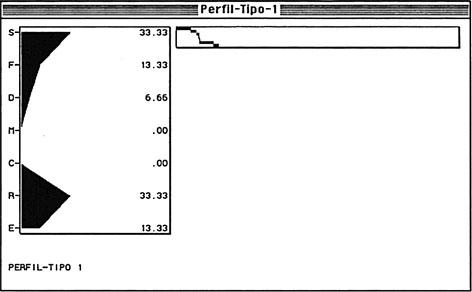 Perfil-Tipo-1
S- 33.33
F- 13.33
D- 6.66
M- .00
C- .00
R- 33.33
E- 13.33
PERFIL-TIPO 1